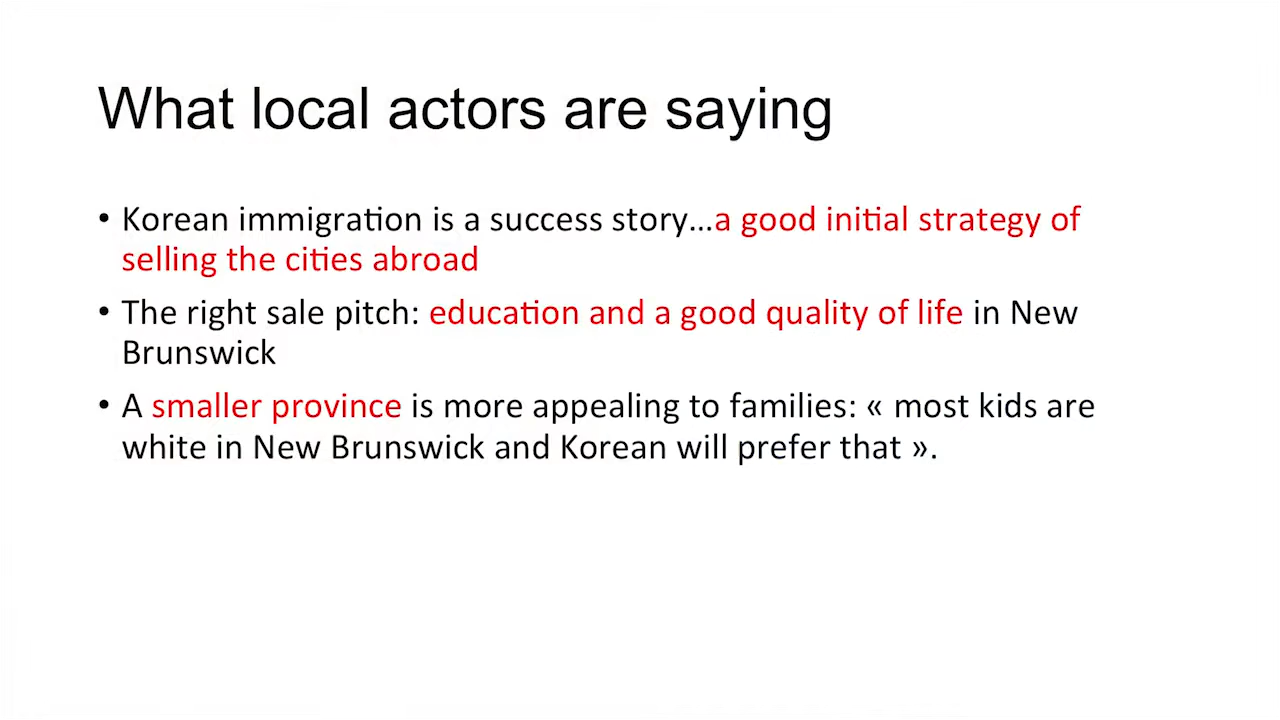 What local actors are saying
• Korean immigration is a success story...a good initial strategy of
selling the cities abroad
• The right sale pitch: education and a good quality of life in New
Brunswick
• A smaller province is more appealing to families: « most kids are
white in New Brunswick and Korean will prefer that ».